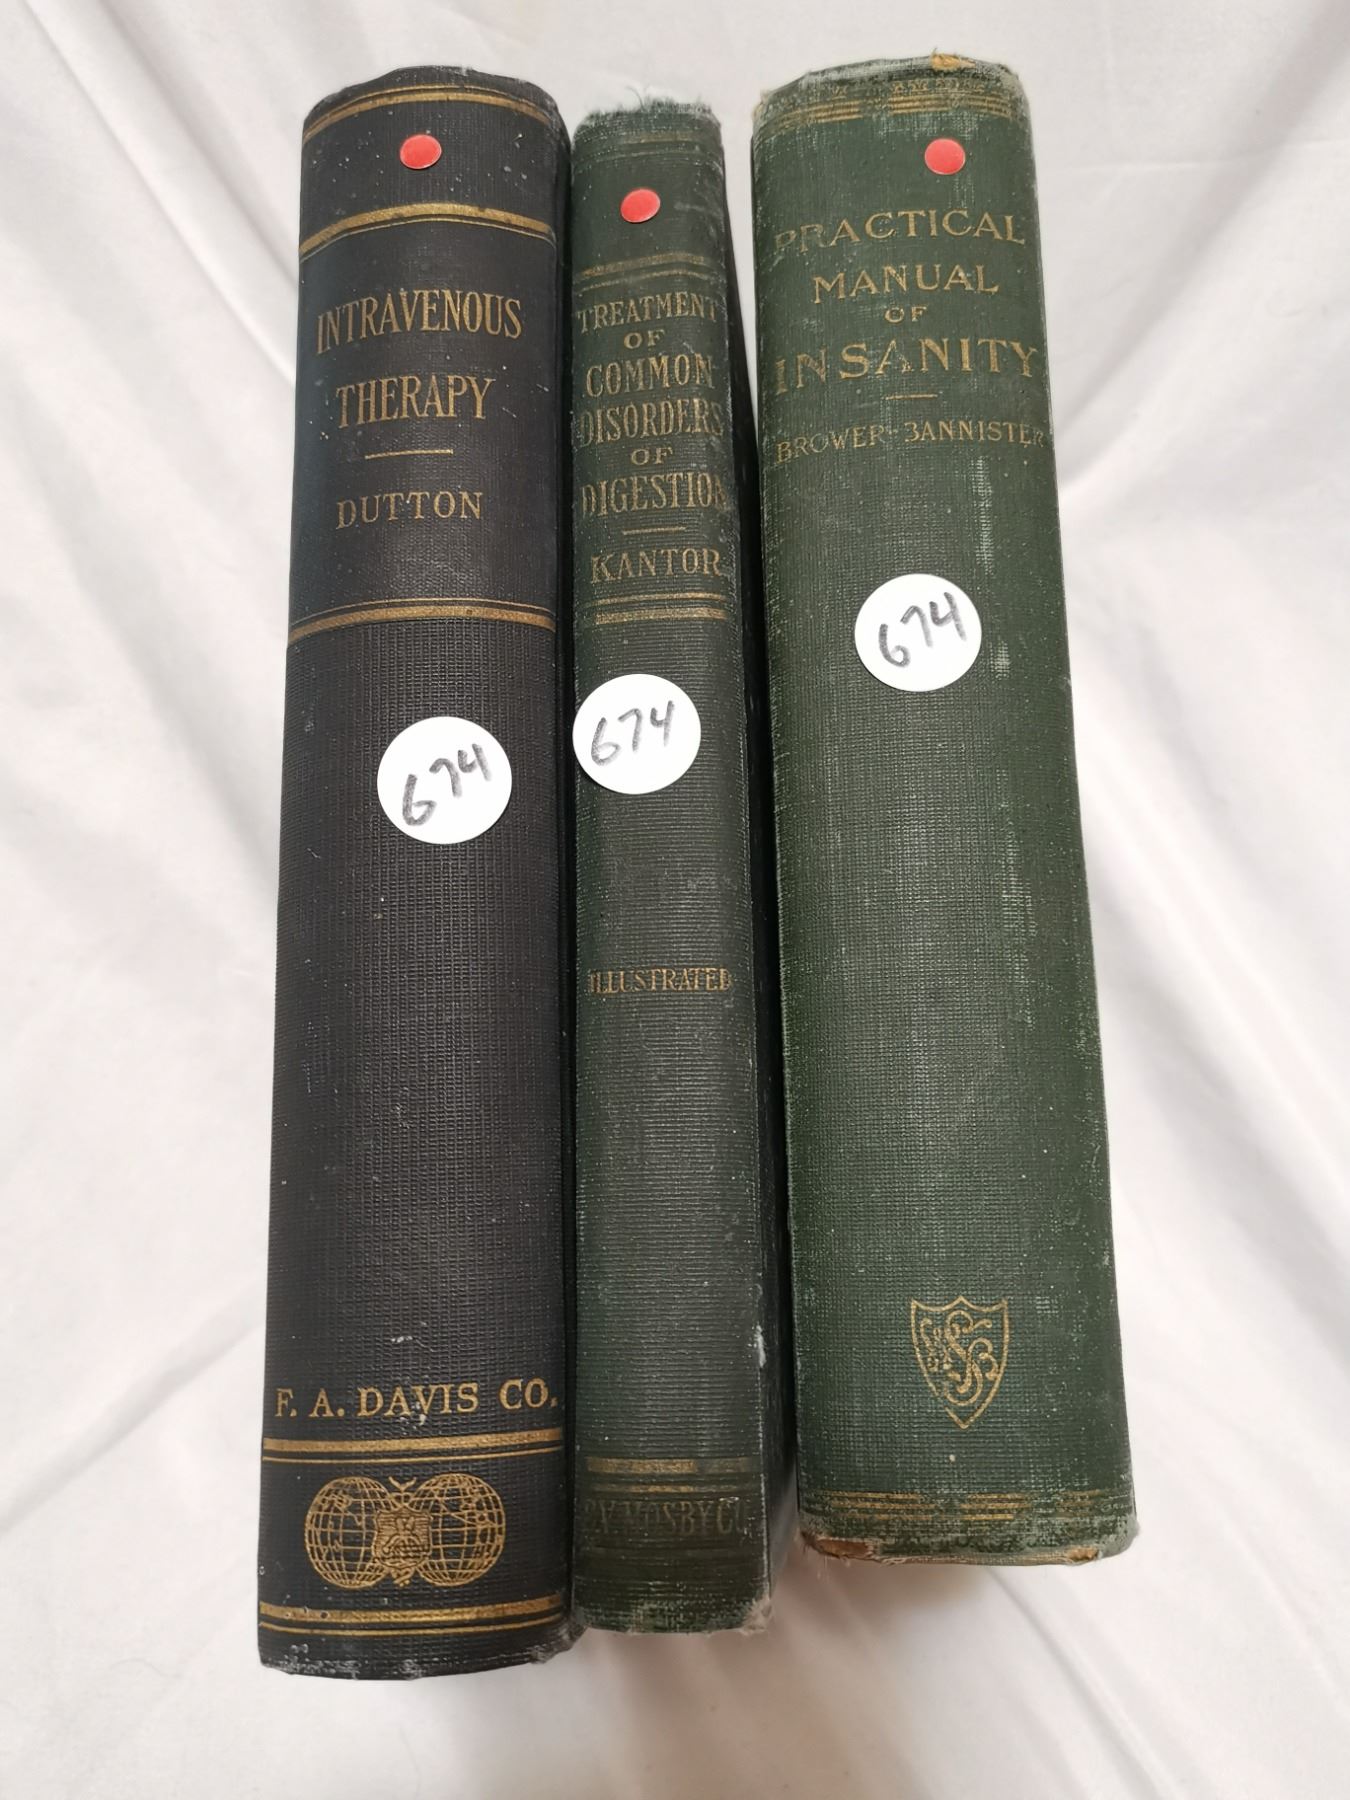 INTRAVENOUS
THERAPY
DUTTON
674
F. A. DAVIS CO.
TREATMENT
OF
COMMON
DISORDERS
OF
DIGESTION
KANTOR
674
ILLUSTRATED
C.V. MOSBY CO
PRACTICAL
MANUAL
OF
INSANITY
BROWER-BANNISTER
674